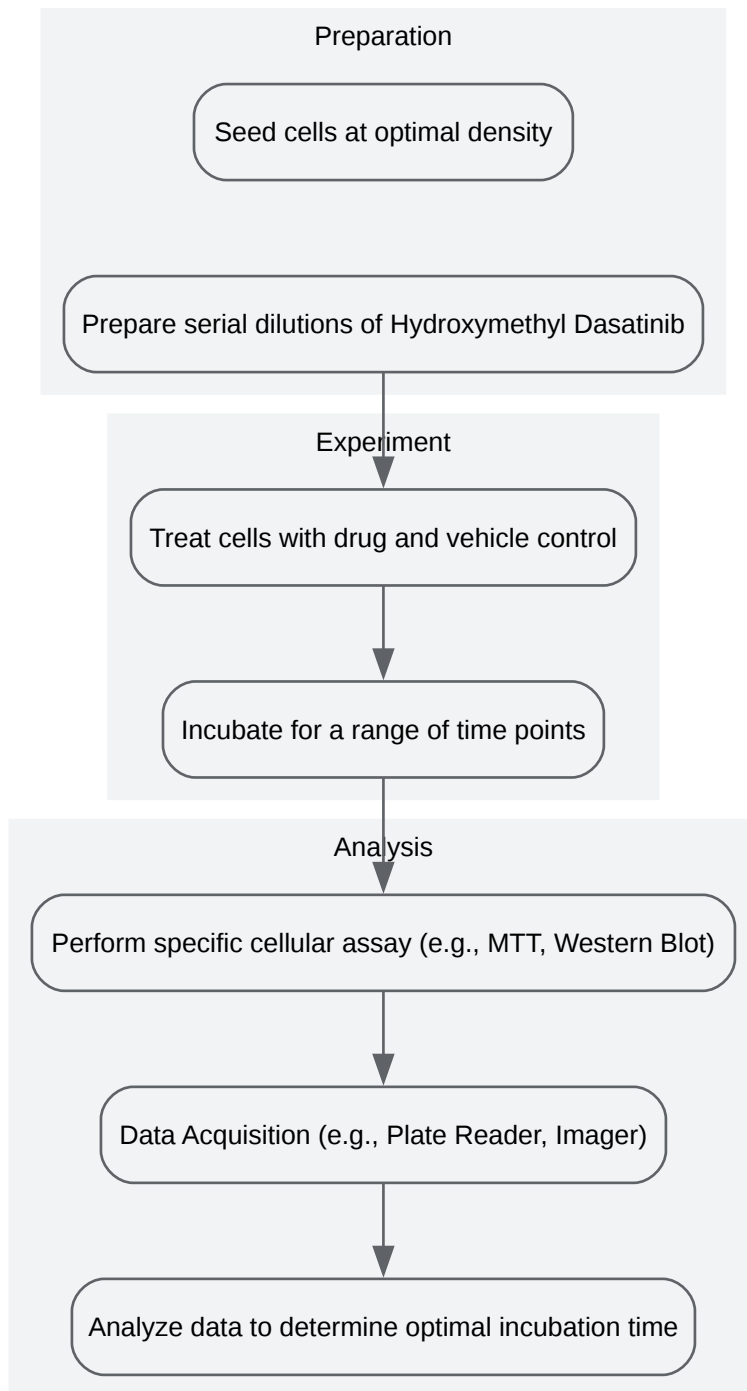 Preparation
Seed cells at optimal density
Prepare serial dilutions of Hydroxymethyl Dasatinib
Experiment
Treat cells with drug and vehicle control
Incubate for a range of time points
Analysis
Perform specific cellular assay (e.g., MTT, Western Blot)
Data Acquisition (e.g., Plate Reader, Imager)
Analyze data to determine optimal incubation time